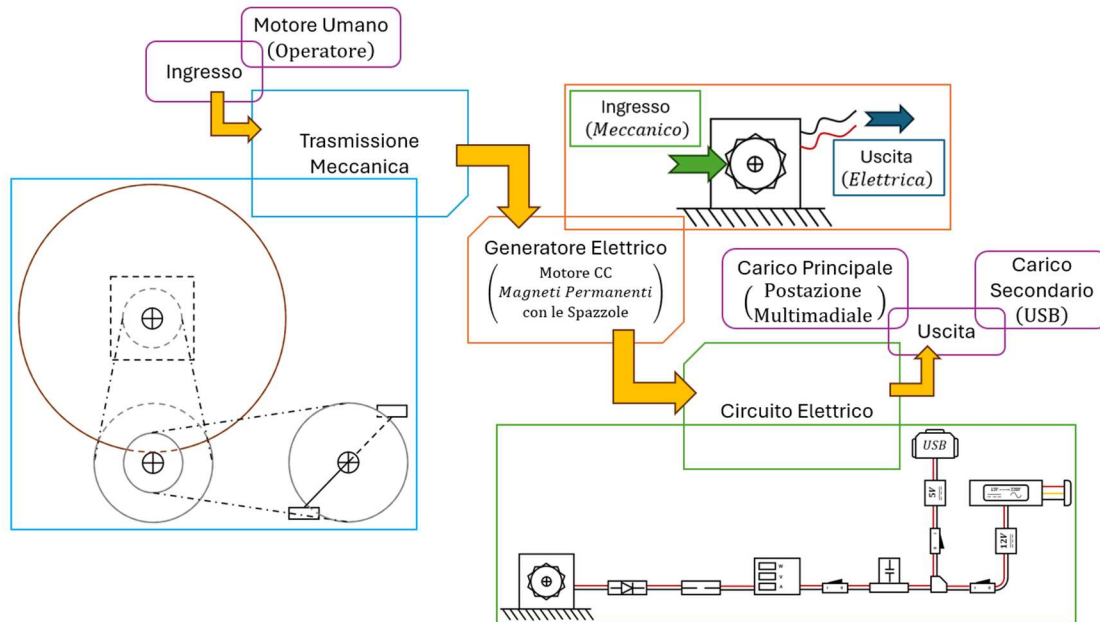 Motore Umano
(Operatore)
Ingresso
Trasmissione
Meccanica
Ingresso
(Meccanico)
Uscita
(Elettrica)
Generatore Elettrico
(Motore CC
Magneti Permanenti
con le Spazzole)
Carico Principale
(Postazione
Multimadiale)
Carico
Secondario
(USB)
Uscita
Circuito Elettrico
USB
5V
12V
W
V
A